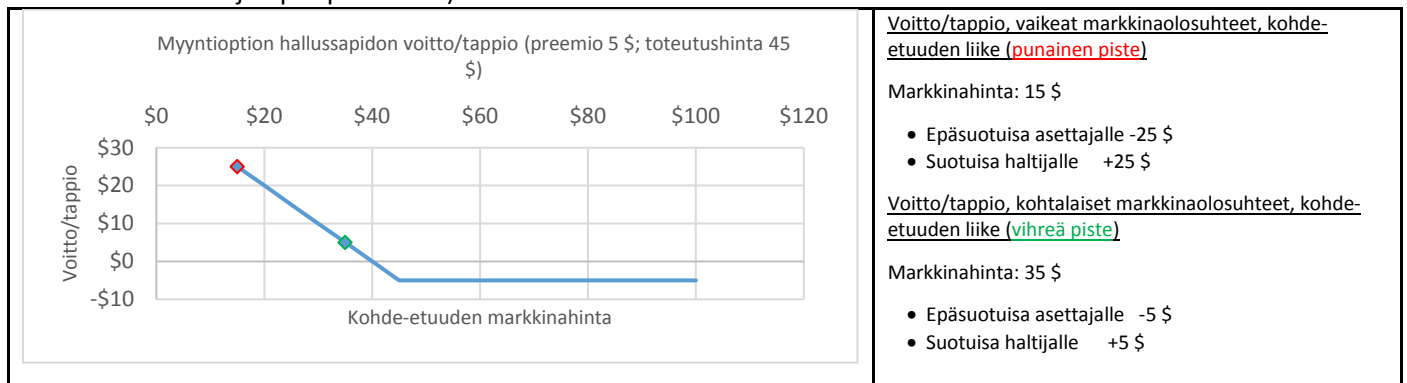 Myyntioption hallussapidon voitto/tappio (preemio 5 $; toteutushinta 45
$)
$0 $20 $40 $60 $80 $100 $120
$30
$20
$10
$0
-$10
Voitto/tappio
Kohde-etuuden markkinahinta
Voitto/tappio, vaikeat markkinaolosuhteet, kohde-
etuuden liike (punainen piste)
Markkinahinta: 15 $
• Epäsuotuisa asettajalle -25 $
• Suotuisa haltijalle +25 $
Voitto/tappio, kohtalaiset markkinaolosuhteet, kohde-
etuuden liike (vihreä piste)
Markkinahinta: 35 $
• Epäsuotuisa asettajalle -5 $
• Suotuisa haltijalle +5 $